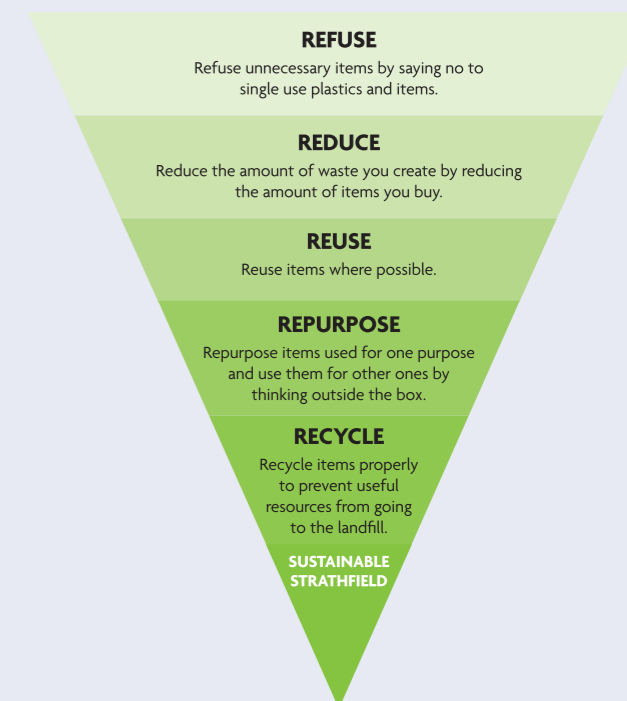 REFUSE
Refuse unnecessary items by saying no to
single use plastics and items.
REDUCE
Reduce the amount of waste you create by reducing
the amount of items you buy.
REUSE
Reuse items where possible.
REPURPOSE
Repurpose items used for one purpose
and use them for other ones by
thinking outside the box.
RECYCLE
Recycle items properly
to prevent useful
resources from going
to the landfill.
SUSTAINABLE
STRATHFIELD